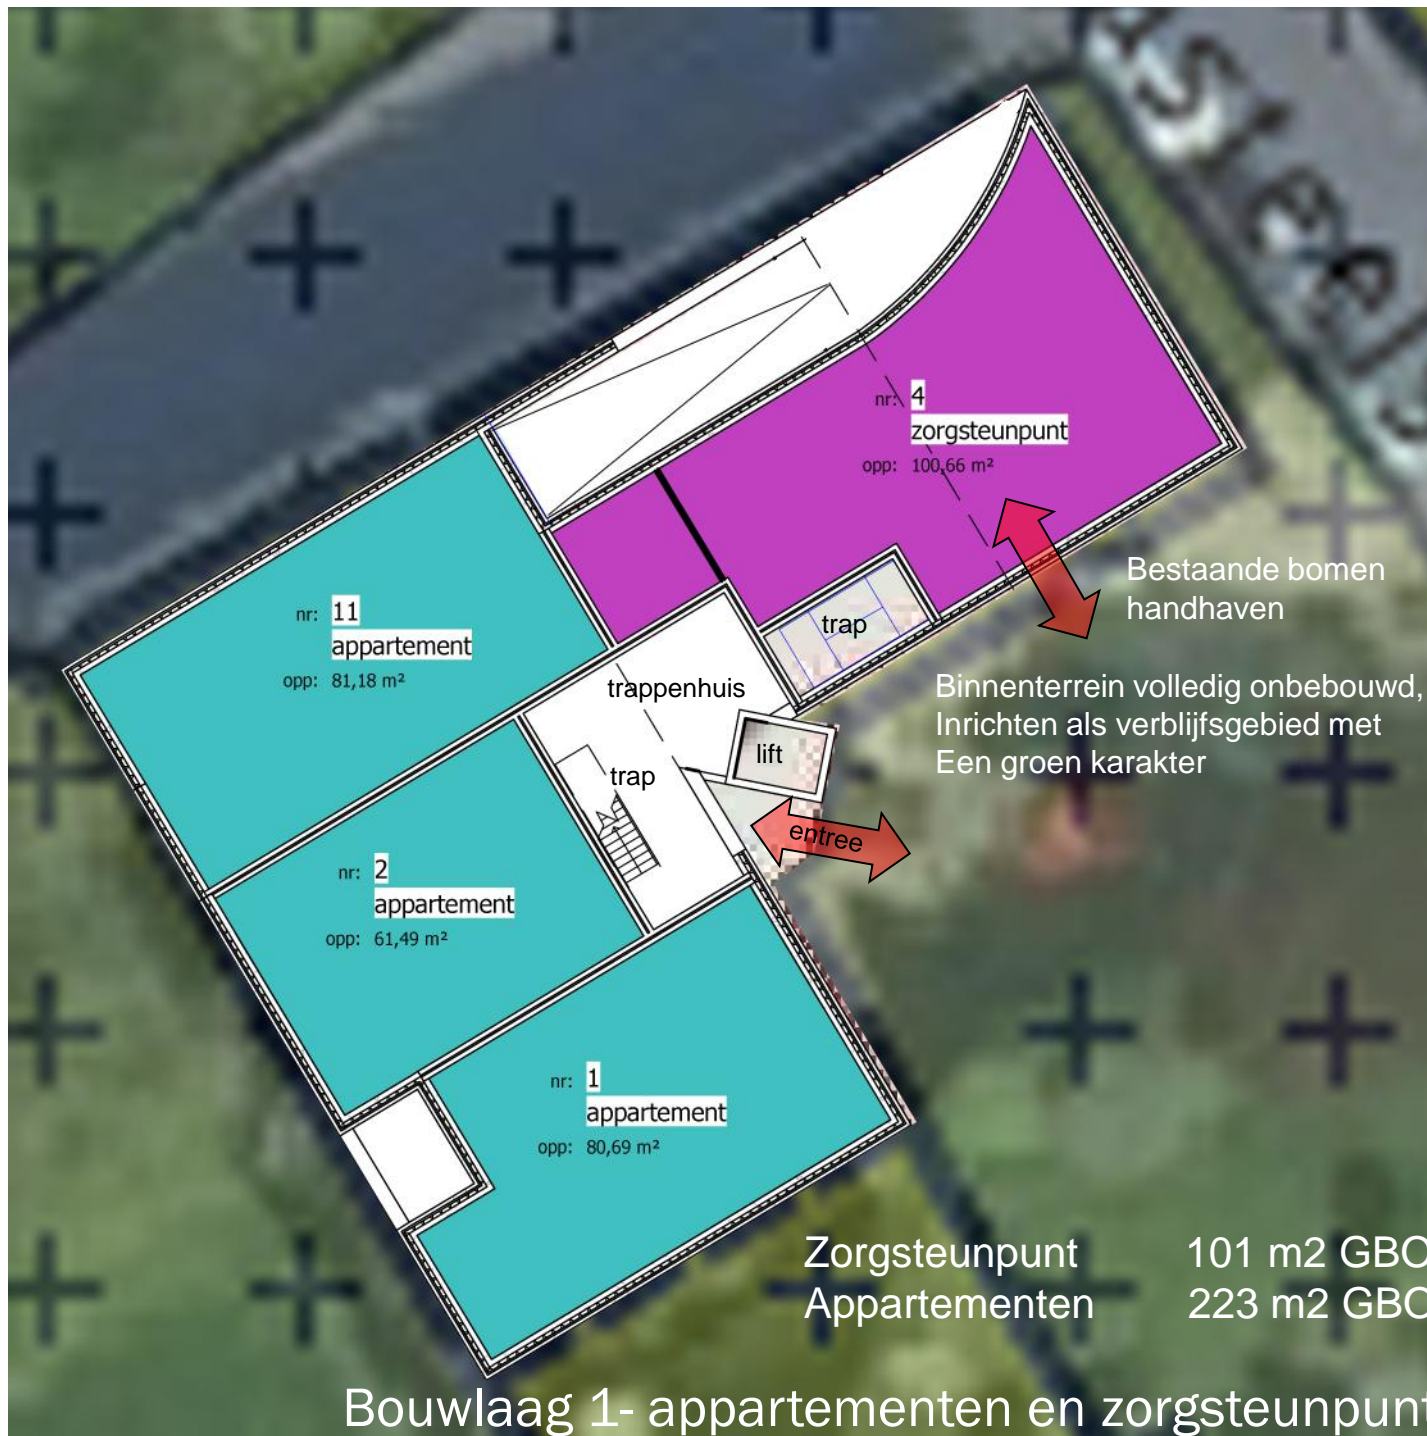 nr: 4
zorgsteunpunt
opp: 100,66 m²
Bestaande bomen
handhaven
nr: 11
appartement
opp: 81,18 m²
trap
trappenhuis
Binnenterrein volledig onbebouwd,
Inrichten als verblijfsgebied met
Een groen karakter
lift
trap
entree
nr: 2
appartement
opp: 61,49 m²
nr: 1
appartement
opp: 80,69 m²
Zorgsteunpunt 101 m2 GBO
Appartementen 223 m2 GBO
Bouwlaag 1- appartementen en zorgsteunpunt